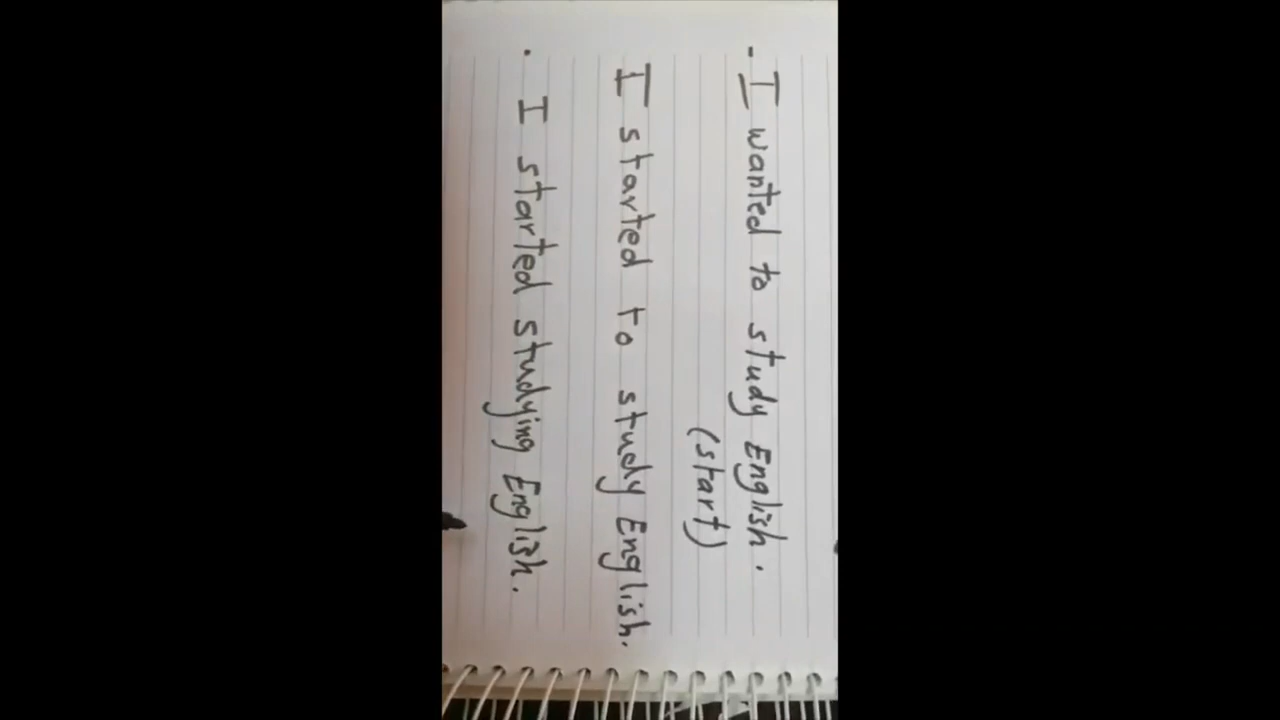 - I wanted to study English.
(start)
I started to study English.
. I started studying English.